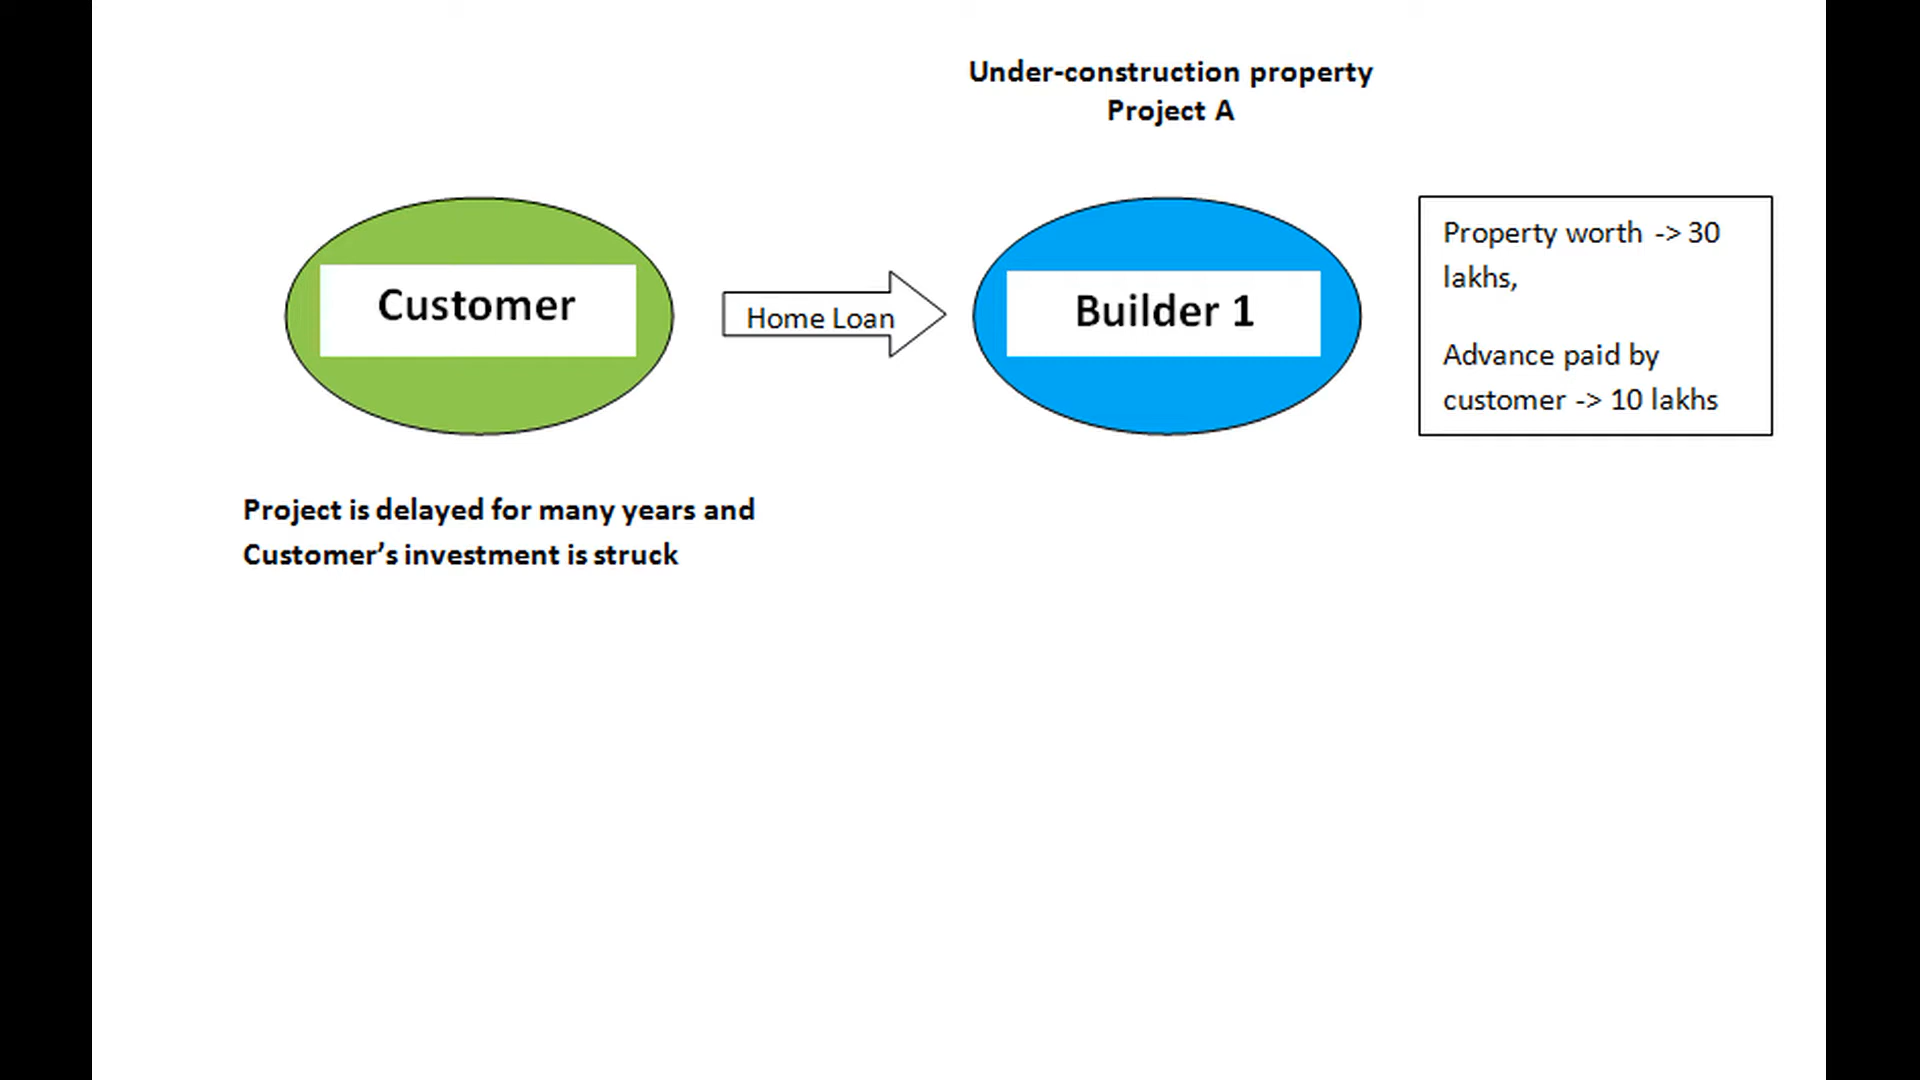 Under-construction property
Project A
Customer
Home Loan
Builder 1
Property worth -> 30
lakhs,
Advance paid by
customer -> 10 lakhs
Project is delayed for many years and
Customer’s investment is struck